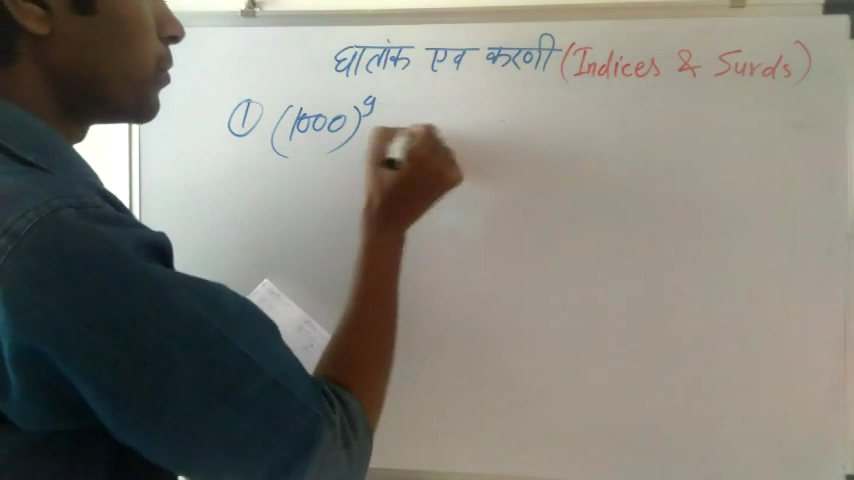 घातांक एव करणी (Indices & Surds)
① (1000)⁹